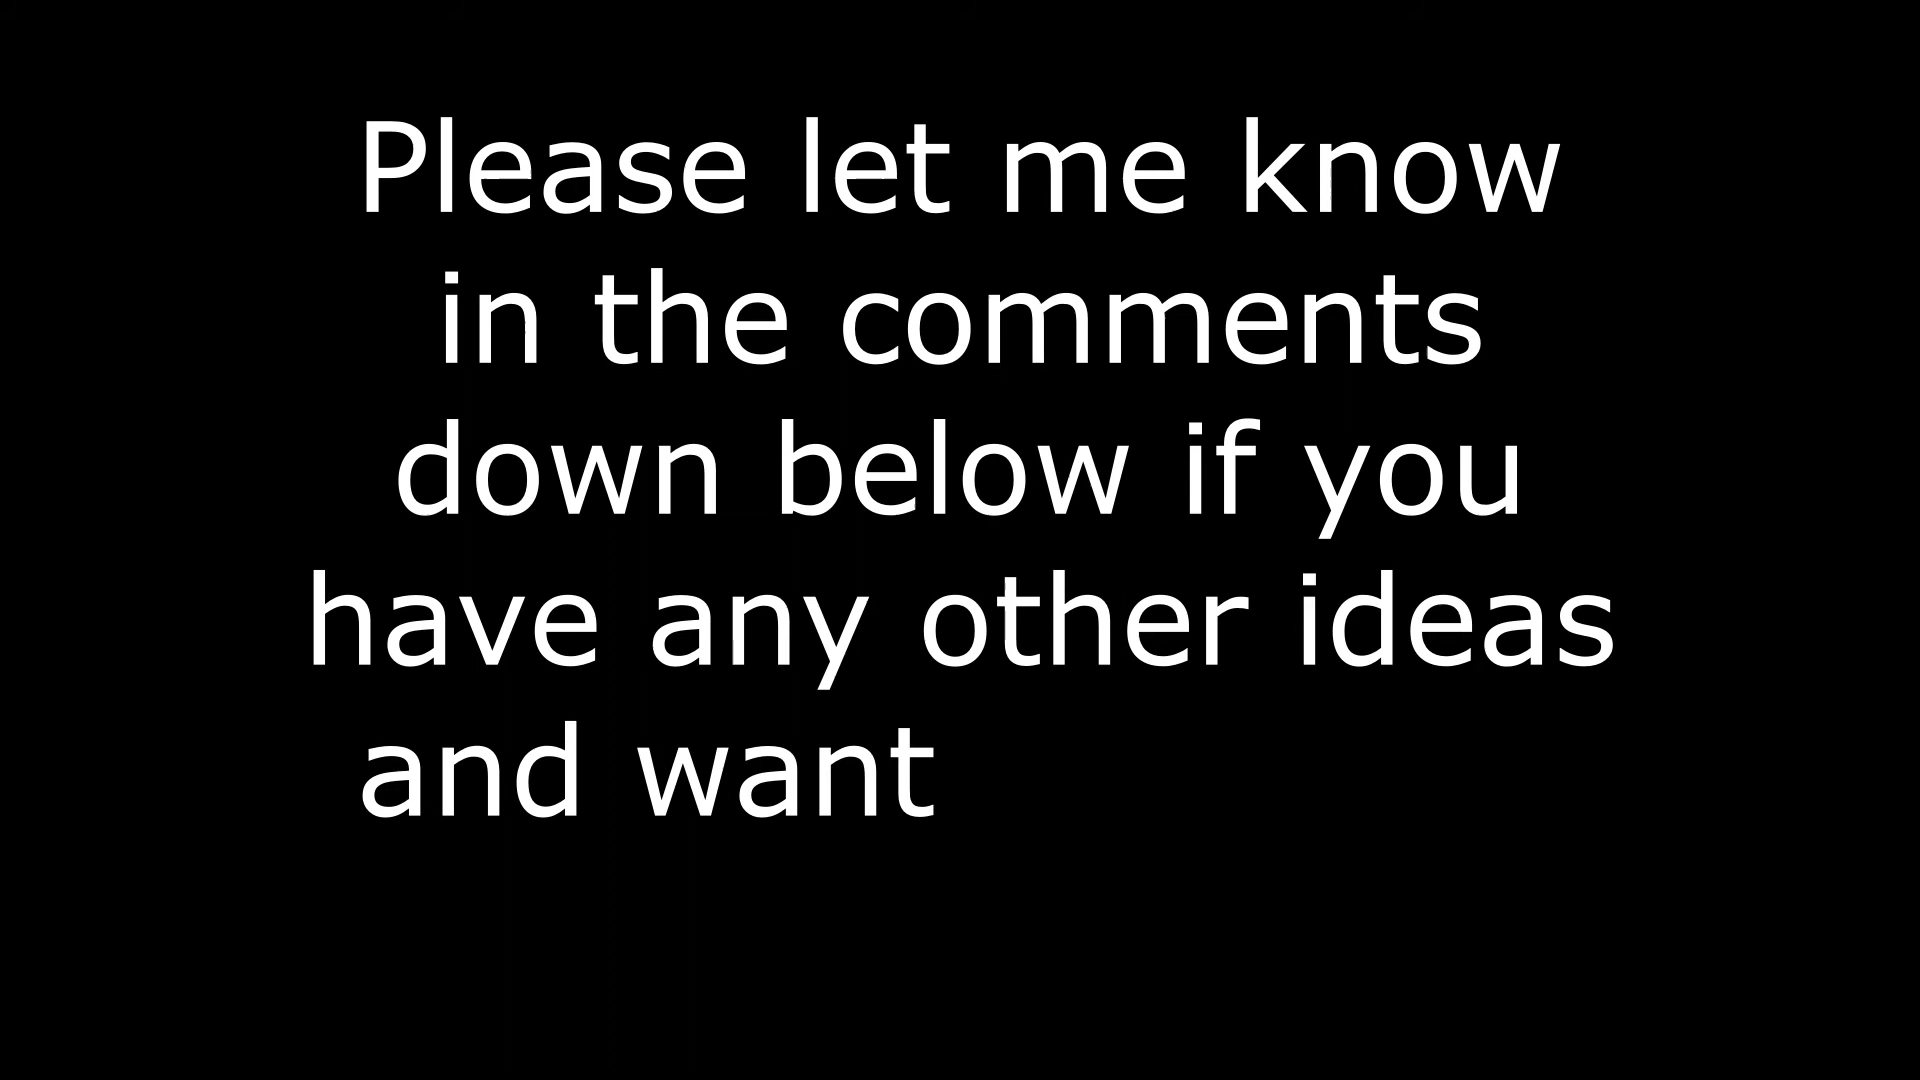 Please let me know
in the comments
down below if you
have any other ideas
and want